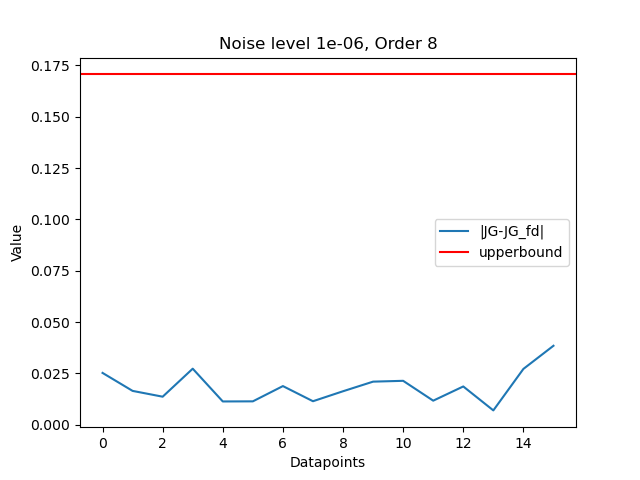 Noise level 1e-06, Order 8
Value
0.175
0.150
0.125
0.100
0.075
0.050
0.025
0.000
|JG-JG_fd|
upperbound
0 2 4 6 8 10 12 14
Datapoints